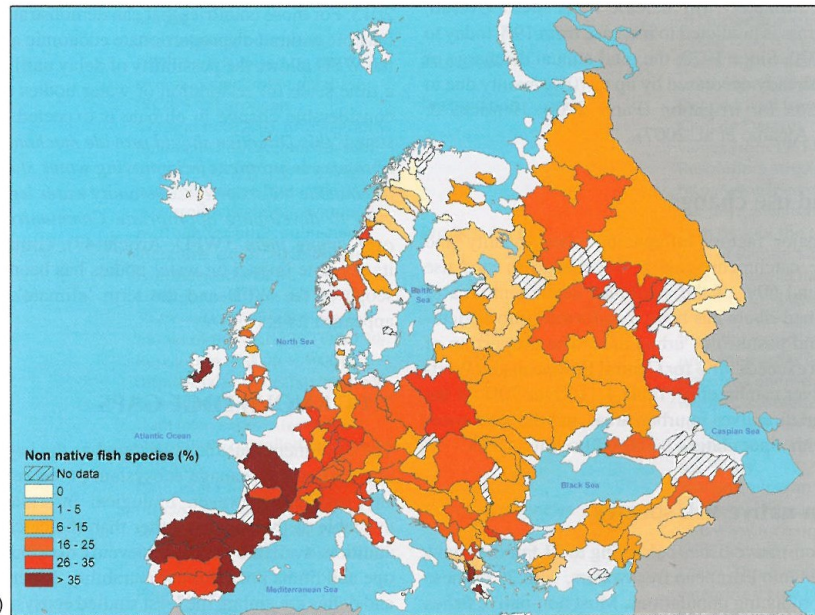 Baltic
Sea
North Sea
Atlantic Ocean
Caspian Sea
Black Sea
Mediterranean Sea
Non native fish species (%)
No data
0
1 - 5
6 - 15
16 - 25
26 - 35
> 35
)